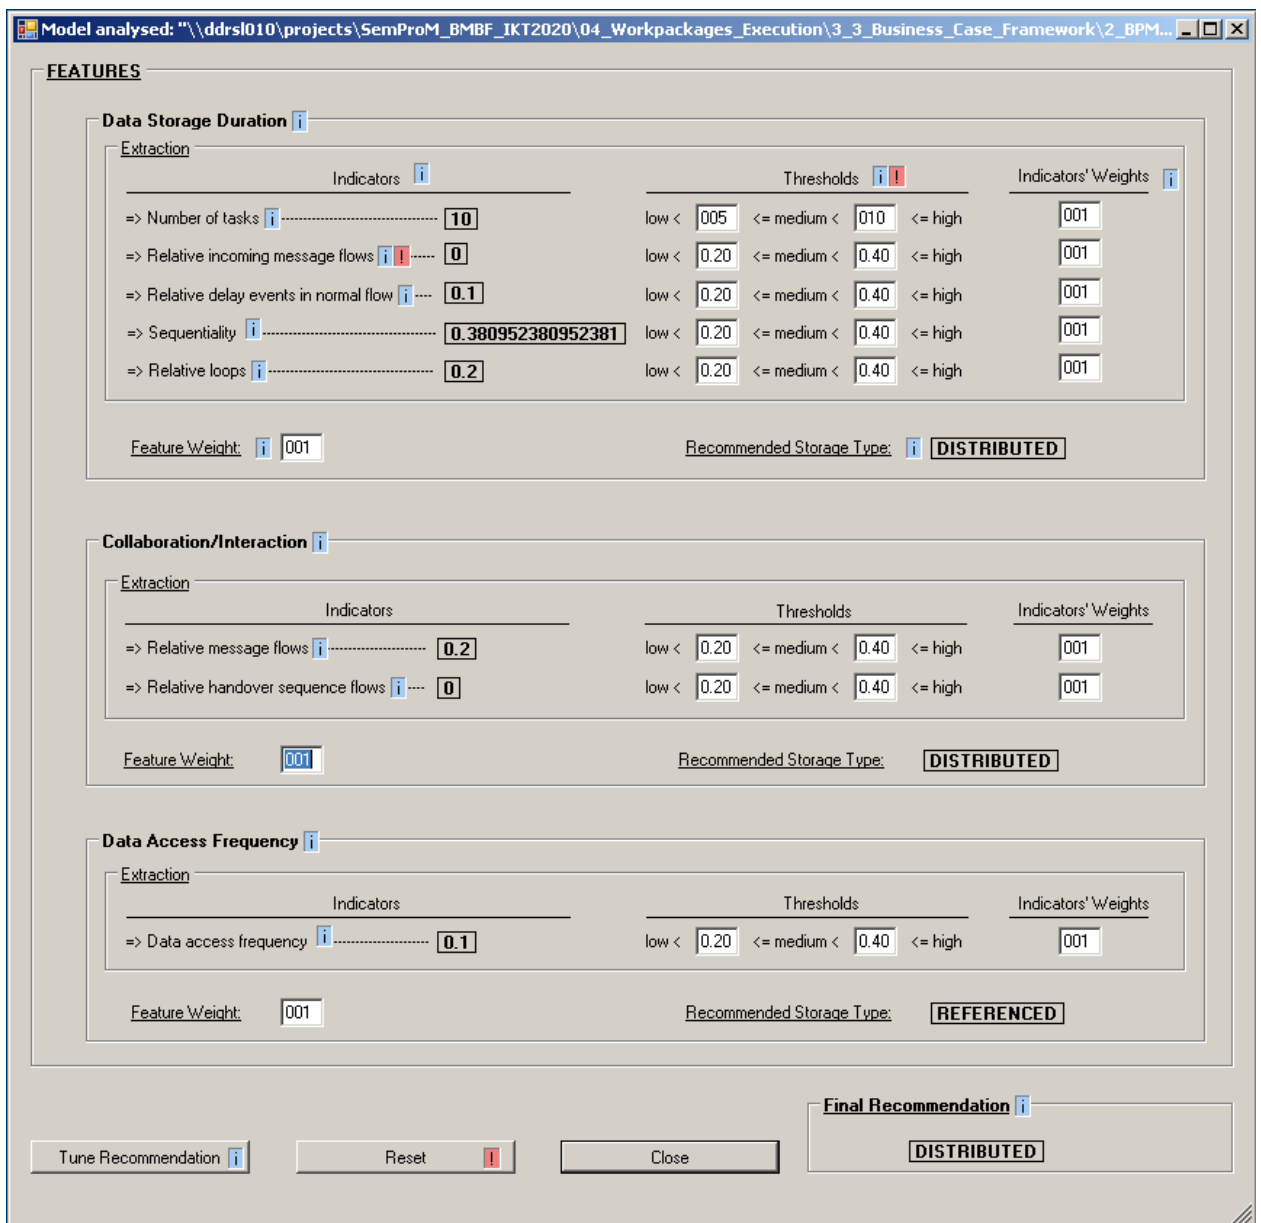 Model analysed: "\\ddrsl010\projects\SemProM_BMBF_IKT2020\04_Workpackages_Execution\3_3_Business_Case_Framework\2_BPM...
FEATURES
Data Storage Duration i
Extraction
Indicators i Thresholds i ! Indicators' Weights i
=> Number of tasks i 10 low < 005 <= medium < 010 <= high 001
=> Relative incoming message flows i ! 0 low < 0.20 <= medium < 0.40 <= high 001
=> Relative delay events in normal flow i 0.1 low < 0.20 <= medium < 0.40 <= high 001
=> Sequentiality i 0.380952380952381 low < 0.20 <= medium < 0.40 <= high 001
=> Relative loops i 0.2 low < 0.20 <= medium < 0.40 <= high 001
Feature Weight: i 001 Recommended Storage Type: i DISTRIBUTED
Collaboration/Interaction i
Extraction
Indicators Thresholds Indicators' Weights
=> Relative message flows i 0.2 low < 0.20 <= medium < 0.40 <= high 001
=> Relative handover sequence flows i 0 low < 0.20 <= medium < 0.40 <= high 001
Feature Weight: 001 Recommended Storage Type: DISTRIBUTED
Data Access Frequency i
Extraction
Indicators Thresholds Indicators' Weights
=> Data access frequency i 0.1 low < 0.20 <= medium < 0.40 <= high 001
Feature Weight: 001 Recommended Storage Type: REFERENCED
Final Recommendation i
Tune Recommendation i Reset ! Close DISTRIBUTED